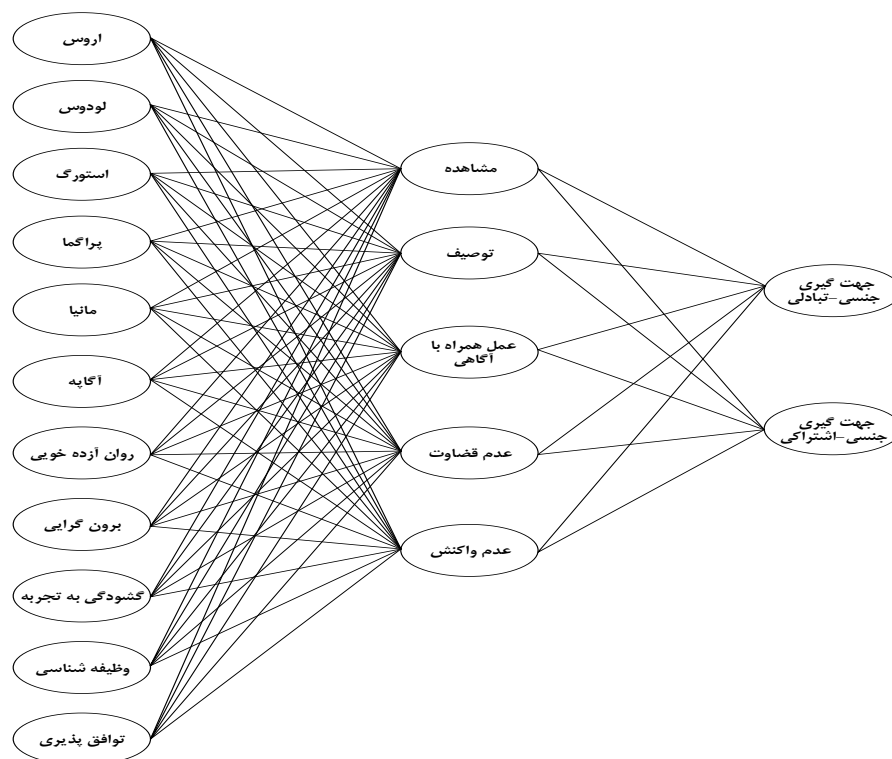 اروس
لودوس
استورگ
پراگما
مانیا
آگاپه
روان آزده خویی
برون گرایی
گشودگی به تجربه
وظیفه شناسی
توافق پذیری
مشاهده
توصیف
عمل همراه با
آگاهی
عدم قضاوت
عدم واکنش
جهت گیری
جنسی-تبادلی
جهت گیری
جنسی-اشتراکی